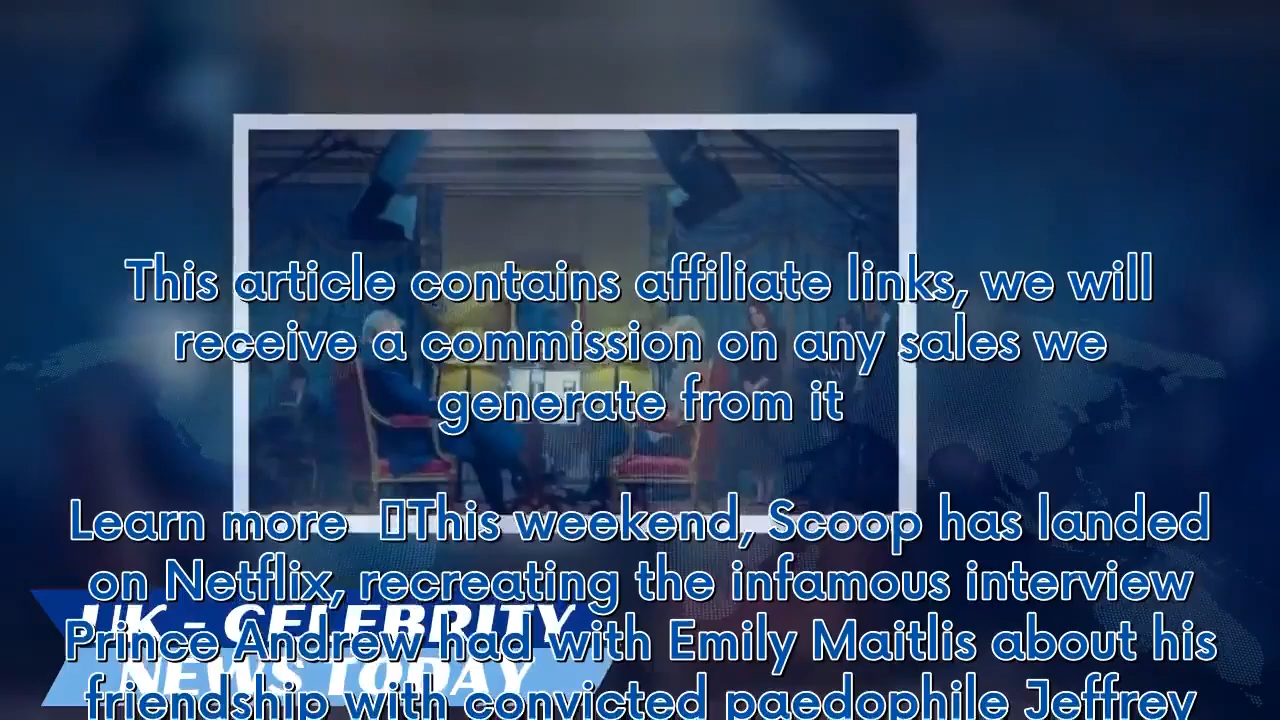 This article contains affiliate links, we will
receive a commission on any sales we
generate from it
Learn more This weekend, Scoop has landed
on Netflix, recreating the infamous interview
Prince Andrew had with Emily Maitlis about his
friendship with convicted paedophile Jeffrey
UK - CELEBRITY
NEWS TODAY